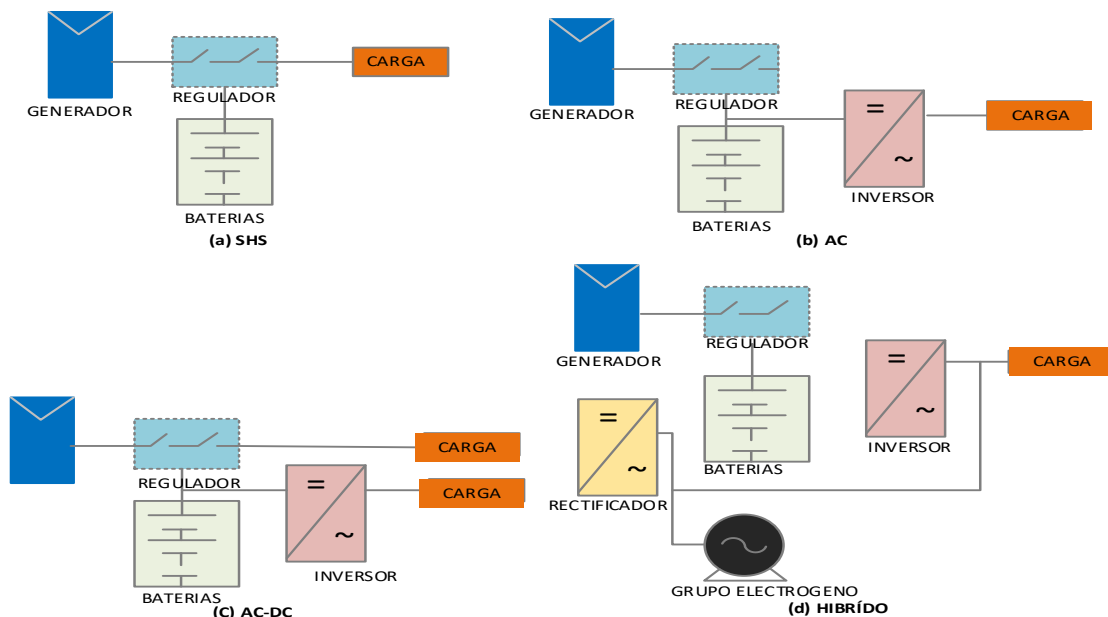 CARGA
REGULADOR
GENERADOR
BATERIAS
(a) SHS
REGULADOR
GENERADOR
=
~
CARGA
INVERSOR
BATERIAS
(b) AC
CARGA
REGULADOR
=
~
CARGA
INVERSOR
BATERIAS
(C) AC-DC
REGULADOR
GENERADOR
=
~
CARGA
INVERSOR
=
~
BATERIAS
RECTIFICADOR
GRUPO ELECTROGENO
(d) HIBRÍDO